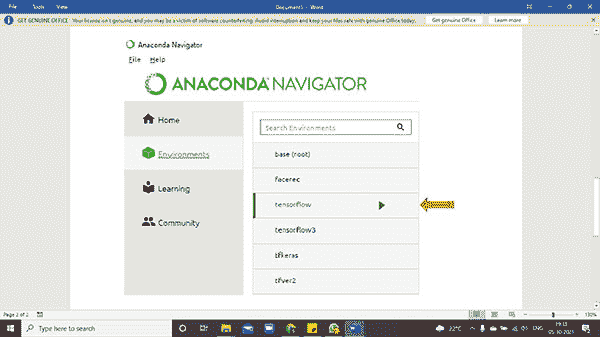 Document5 - Word
File Tools View
GET GENUINE OFFICE Your license isn't genuine, and you may be a victim of software counterfeiting. Avoid interruption and keep your files safe with genuine Office today. Get genuine Office Learn more
Anaconda Navigator
File Help
ANACONDA NAVIGATOR
Home
Environments
Learning
Community
Search Environments
base (root)
facerec
tensorflow
tensorflow3
tfkeras
tfver2
Page 2 of 2
130%
Type here to search
22°C
19:13